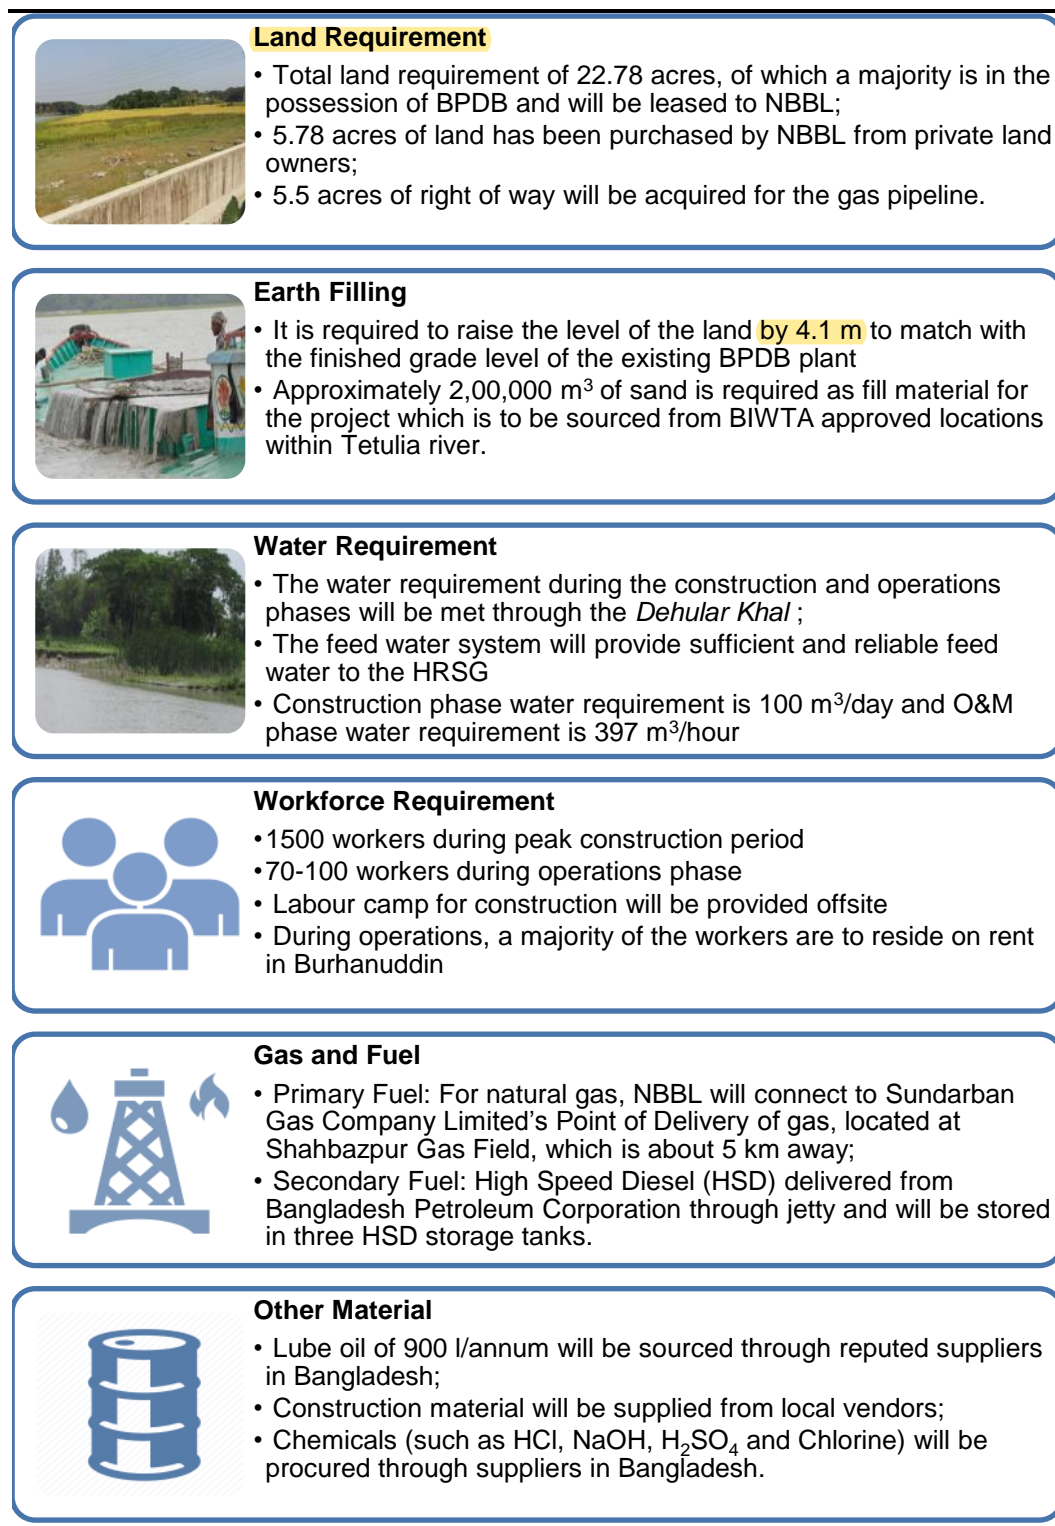 Land Requirement
• Total land requirement of 22.78 acres, of which a majority is in the
possession of BPDB and will be leased to NBBL;
• 5.78 acres of land has been purchased by NBBL from private land
owners;
• 5.5 acres of right of way will be acquired for the gas pipeline.
Earth Filling
• It is required to raise the level of the land by 4.1 m to match with
the finished grade level of the existing BPDB plant
• Approximately 2,00,000 m³ of sand is required as fill material for
the project which is to be sourced from BIWTA approved locations
within Tetulia river.
Water Requirement
• The water requirement during the construction and operations
phases will be met through the Dehular Khal ;
• The feed water system will provide sufficient and reliable feed
water to the HRSG
• Construction phase water requirement is 100 m³/day and O&M
phase water requirement is 397 m³/hour
Workforce Requirement
•1500 workers during peak construction period
•70-100 workers during operations phase
• Labour camp for construction will be provided offsite
• During operations, a majority of the workers are to reside on rent
in Burhanuddin
Gas and Fuel
• Primary Fuel: For natural gas, NBBL will connect to Sundarban
Gas Company Limited’s Point of Delivery of gas, located at
Shahbazpur Gas Field, which is about 5 km away;
• Secondary Fuel: High Speed Diesel (HSD) delivered from
Bangladesh Petroleum Corporation through jetty and will be stored
in three HSD storage tanks.
Other Material
• Lube oil of 900 l/annum will be sourced through reputed suppliers
in Bangladesh;
• Construction material will be supplied from local vendors;
• Chemicals (such as HCl, NaOH, H₂SO₄ and Chlorine) will be
procured through suppliers in Bangladesh.